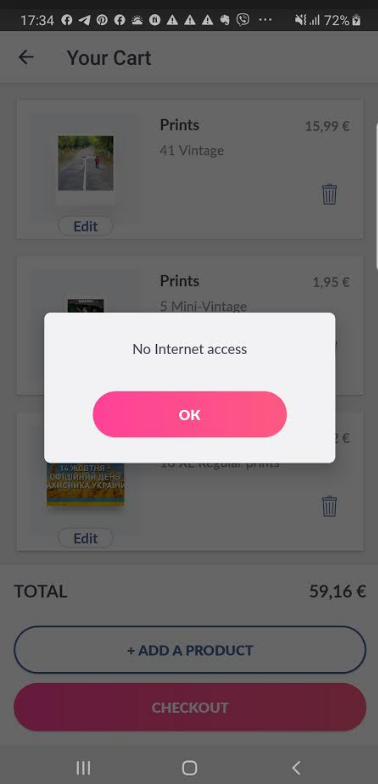 17:34
72%
Your Cart
Prints
15,99 €
41 Vintage
Edit
Prints
1,95 €
5 Mini-Vintage
No Internet access
OK
2 €
XL Regular prints
14 ЖОВТНЯ -
ОФІЦІЙНИЙ ДЕНЬ
ЗАХИСНИКА УКРАЇНИ
Edit
TOTAL
59,16 €
+ ADD A PRODUCT
CHECKOUT